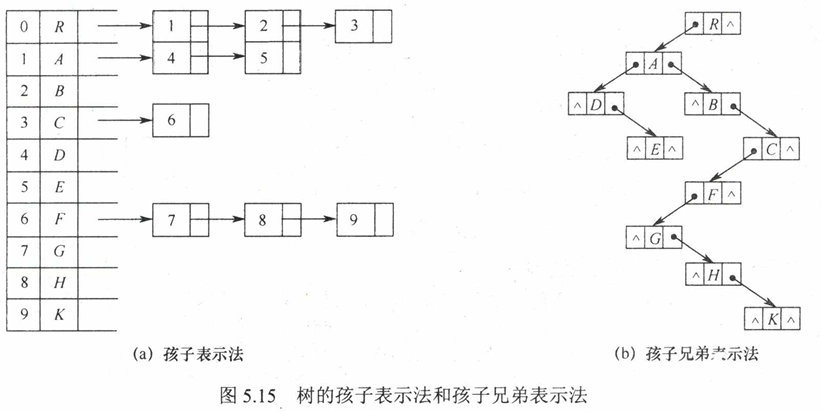 0 R 1 2 3
1 A 4 5
2 B
3 C 6
4 D
5 E
6 F 7 8 9
7 G
8 H
9 K
(a) 孩子表示法
R ^
A
^ D
^ B
^ E ^
C ^
F ^
^ G
^ H
^ K ^
(b) 孩子兄弟表示法
图 5.15 树的孩子表示法和孩子兄弟表示法